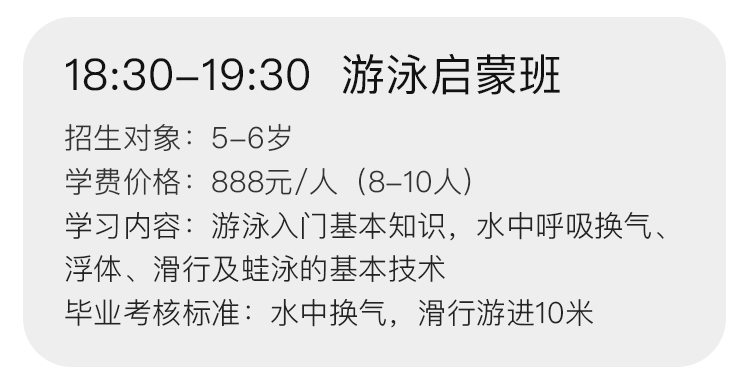 18:30-19:30 游泳启蒙班
招生对象：5-6岁
学费价格：888元/人（8-10人）
学习内容：游泳入门基本知识，水中呼吸换气、
浮体、滑行及蛙泳的基本技术
毕业考核标准：水中换气，滑行游进10米